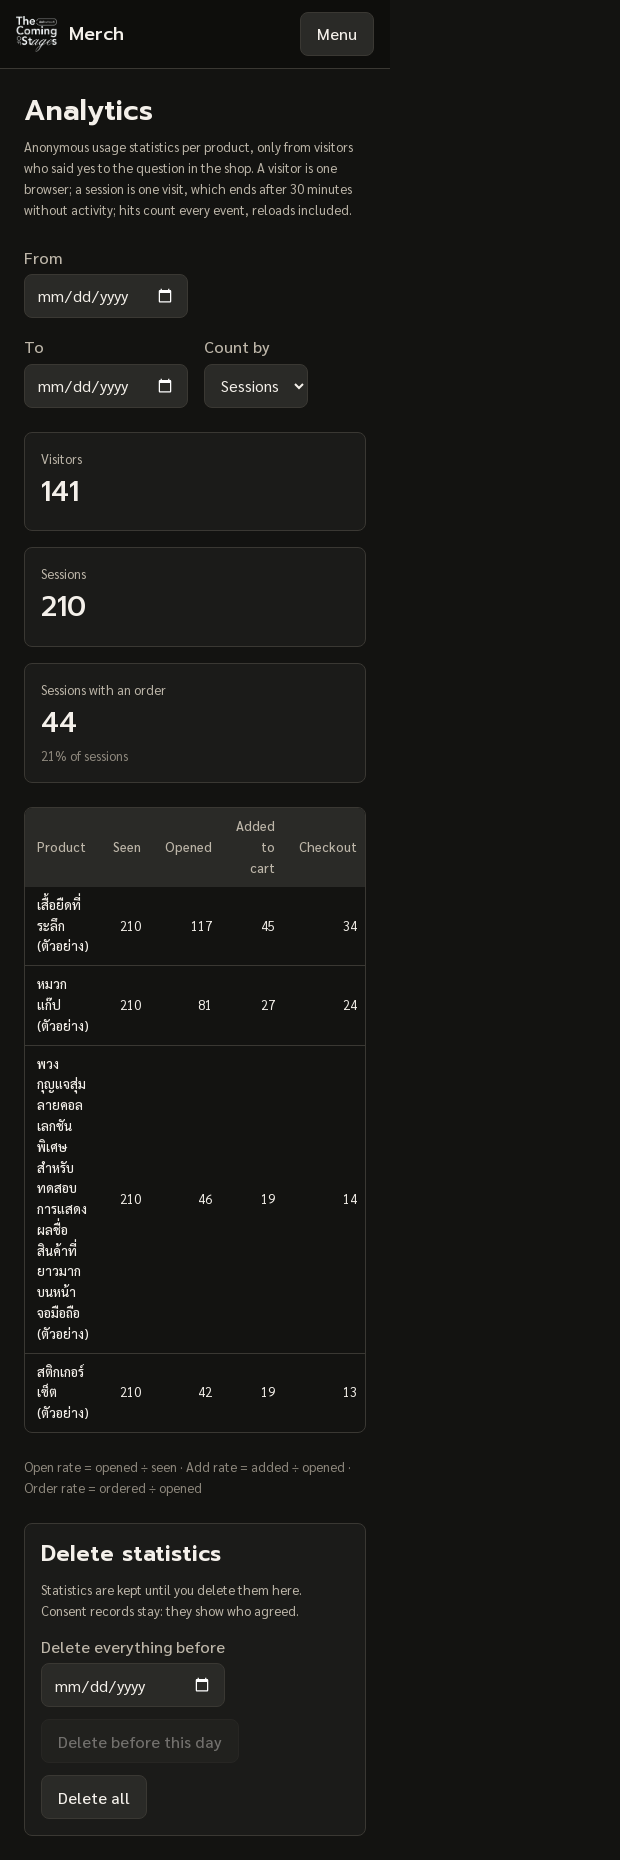 The Coming Stages
Merch
Menu
Analytics
Anonymous usage statistics per product, only from visitors
who said yes to the question in the shop. A visitor is one
browser; a session is one visit, which ends after 30 minutes
without activity; hits count every event, reloads included.
From
mm/dd/yyyy
To
Count by
mm/dd/yyyy
Sessions
Visitors
141
Sessions
210
Sessions with an order
44
21% of sessions
Product Seen Opened Added to cart Checkout
เสื้อยืดที่
ระลึก
(ตัวอย่าง)
210 117 45 34
หมวก
แก๊ป
(ตัวอย่าง)
210 81 27 24
พวง
กุญแจสุ่ม
ลายคอล
เลกชัน
พิเศษ
สำหรับ
ทดสอบ
การแสดง
ผลชื่อ
สินค้าที่
ยาวมาก
บนหน้า
จอมือถือ
(ตัวอย่าง)
210 46 19 14
สติกเกอร์
เซ็ต
(ตัวอย่าง)
210 42 19 13
Open rate = opened ÷ seen · Add rate = added ÷ opened ·
Order rate = ordered ÷ opened
Delete statistics
Statistics are kept until you delete them here.
Consent records stay: they show who agreed.
Delete everything before
mm/dd/yyyy
Delete before this day
Delete all